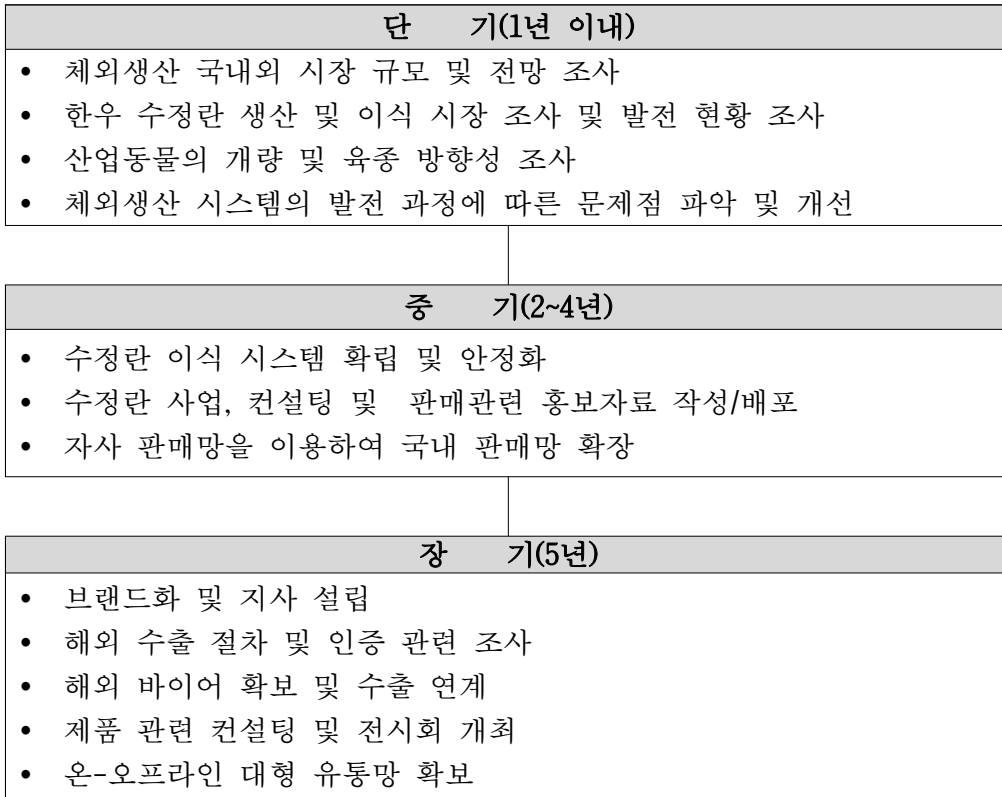 단 기(1년 이내)
• 체외생산 국내외 시장 규모 및 전망 조사
• 한우 수정란 생산 및 이식 시장 조사 및 발전 현황 조사
• 산업동물의 개량 및 육종 방향성 조사
• 체외생산 시스템의 발전 과정에 따른 문제점 파악 및 개선
중 기(2~4년)
• 수정란 이식 시스템 확립 및 안정화
• 수정란 사업, 컨설팅 및 판매관련 홍보자료 작성/배포
• 자사 판매망을 이용하여 국내 판매망 확장
장 기(5년)
• 브랜드화 및 지사 설립
• 해외 수출 절차 및 인증 관련 조사
• 해외 바이어 확보 및 수출 연계
• 제품 관련 컨설팅 및 전시회 개최
• 온-오프라인 대형 유통망 확보